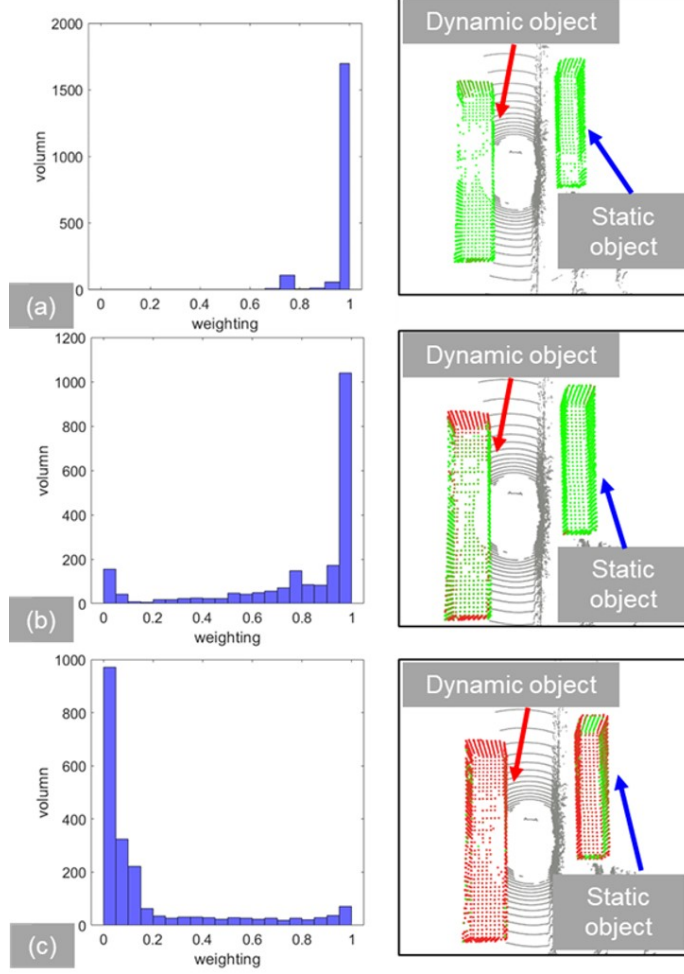 2000
1500
1000
500
0
volumn
0 0.2 0.4 0.6 0.8 1
weighting
(a)
Dynamic object
Static
object
1200
1000
800
600
400
200
0
volumn
0 0.2 0.4 0.6 0.8 1
weighting
(b)
Dynamic object
Static
object
1000
800
600
400
200
0
volumn
0 0.2 0.4 0.6 0.8 1
weighting
(c)
Dynamic object
Static
object